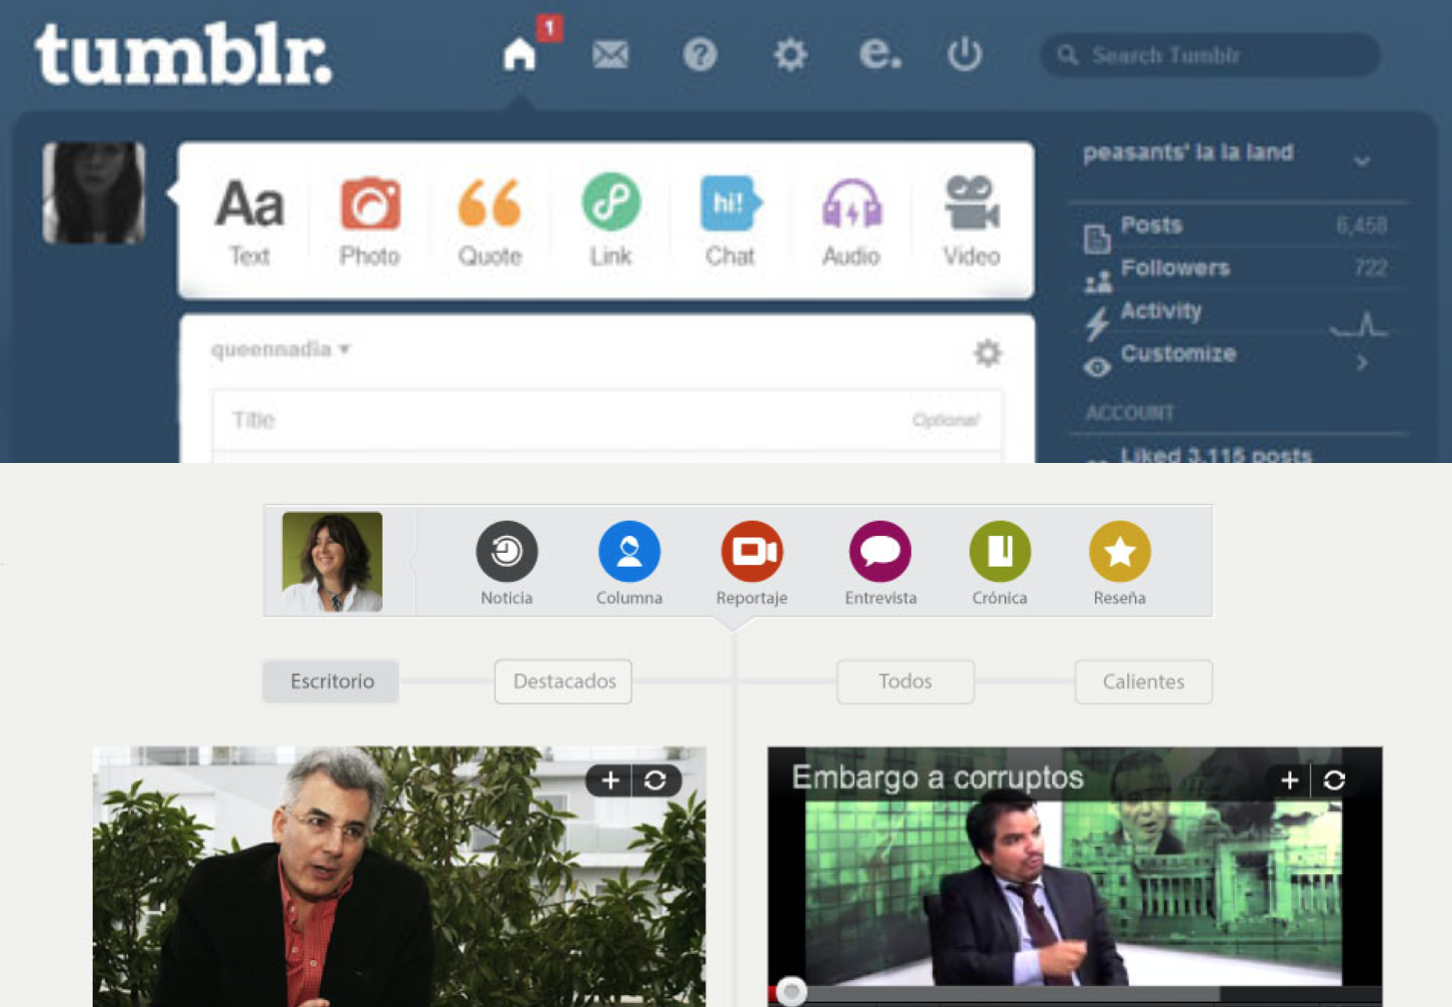 tumblr.
1
Search Tumblr
peasants' la la land
Aa
hi!
Text
Photo
Quote
Link
Chat
Audio
Video
Posts 6,458
Followers 722
Activity
Customize
queennadia
Title
Optional
ACCOUNT
Liked 3,115 posts
Noticia
Columna
Reportaje
Entrevista
Crónica
Reseña
Escritorio
Destacados
Todos
Calientes
Embargo a corruptos